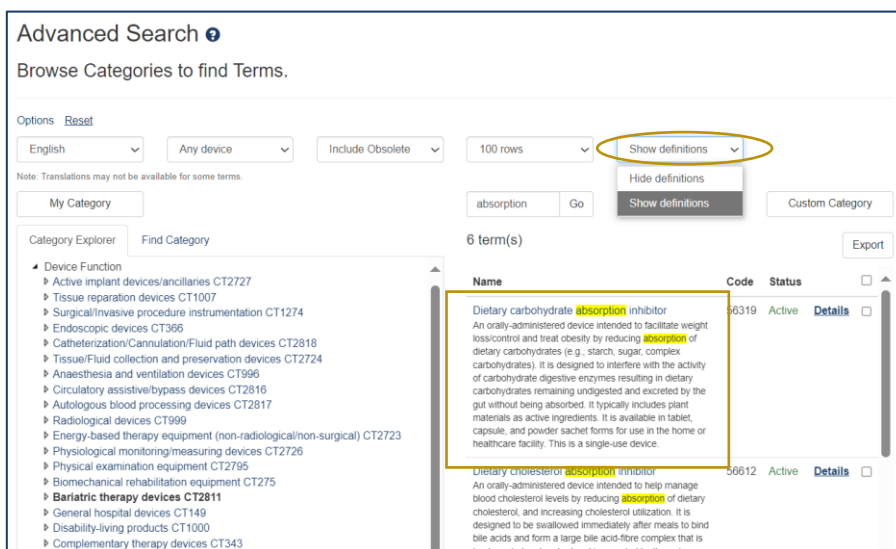 Advanced Search ?
Browse Categories to find Terms.
Options Reset
English Any device Include Obsolete 100 rows Show definitions
Note: Translations may not be available for some terms.
Hide definitions
Show definitions
My Category absorption Go Custom Category
Category Explorer Find Category
6 term(s)
Export
Device Function
Active implant devices/ancillaries CT2727
Tissue reparation devices CT1007
Surgical/Invasive procedure instrumentation CT1274
Endoscopic devices CT366
Catheterization/Cannulation/Fluid path devices CT2818
Tissue/Fluid collection and preservation devices CT2724
Anaesthesia and ventilation devices CT996
Circulatory assistive/bypass devices CT2816
Autologous blood processing devices CT2817
Radiological devices CT999
Energy-based therapy equipment (non-radiological/non-surgical) CT2723
Physiological monitoring/measuring devices CT2726
Physical examination equipment CT2795
Biomechanical rehabilitation equipment CT275
Bariatric therapy devices CT2811
General hospital devices CT149
Disability-living products CT1000
Complementary therapy devices CT343
Name Code Status
Dietary carbohydrate absorption inhibitor 56319 Active Details
An orally-administered device intended to facilitate weight
loss/control and treat obesity by reducing absorption of
dietary carbohydrates (e.g., starch, sugar, complex
carbohydrates). It is designed to interfere with the activity
of carbohydrate digestive enzymes resulting in dietary
carbohydrates remaining undigested and excreted by the
gut without being absorbed. It typically includes plant
materials as active ingredients. It is available in tablet,
capsule, and powder sachet forms for use in the home or
healthcare facility. This is a single-use device.
Dietary cholesterol absorption inhibitor 56612 Active Details
An orally-administered device intended to help manage
blood cholesterol levels by reducing absorption of dietary
cholesterol, and increasing cholesterol utilization. It is
designed to be swallowed immediately after meals to bind
bile acids and form a large bile acid-fibre complex that is